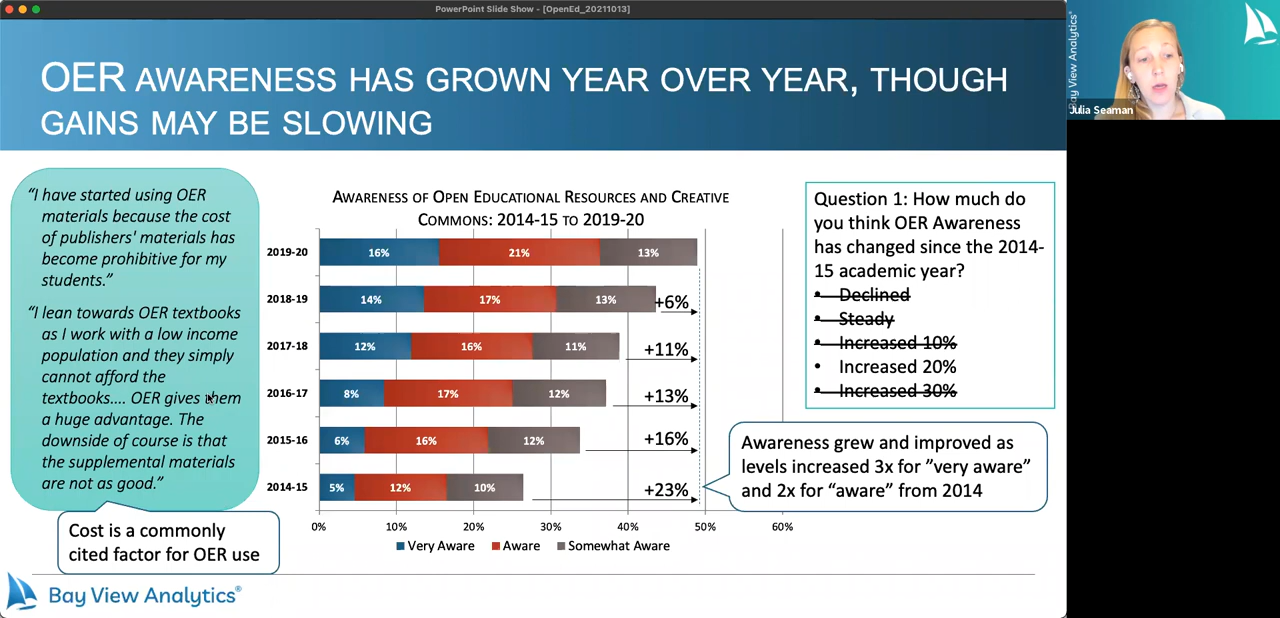 PowerPoint Slide Show - [OpenEd_20211013]
OER AWARENESS HAS GROWN YEAR OVER YEAR, THOUGH
GAINS MAY BE SLOWING
"I have started using OER
materials because the cost
of publishers' materials has
become prohibitive for my
students."
"I lean towards OER textbooks
as I work with a low income
population and they simply
cannot afford the
textbooks.... OER gives them
a huge advantage. The
downside of course is that
the supplemental materials
are not as good."
Cost is a commonly
cited factor for OER use
AWARENESS OF OPEN EDUCATIONAL RESOURCES AND CREATIVE
COMMONS: 2014-15 TO 2019-20
2019-20 16% 21% 13%
2018-19 14% 17% 13% +6%
2017-18 12% 16% 11% +11%
2016-17 8% 17% 12% +13%
2015-16 6% 16% 12% +16%
2014-15 5% 12% 10% +23%
0% 10% 20% 30% 40% 50% 60%
Very Aware Aware Somewhat Aware
Question 1: How much do
you think OER Awareness
has changed since the 2014-
15 academic year?
• Declined
• Steady
• Increased 10%
• Increased 20%
• Increased 30%
Awareness grew and improved as
levels increased 3x for "very aware"
and 2x for "aware" from 2014
Bay View Analytics®
Bay View Analytics®
Julia Seaman